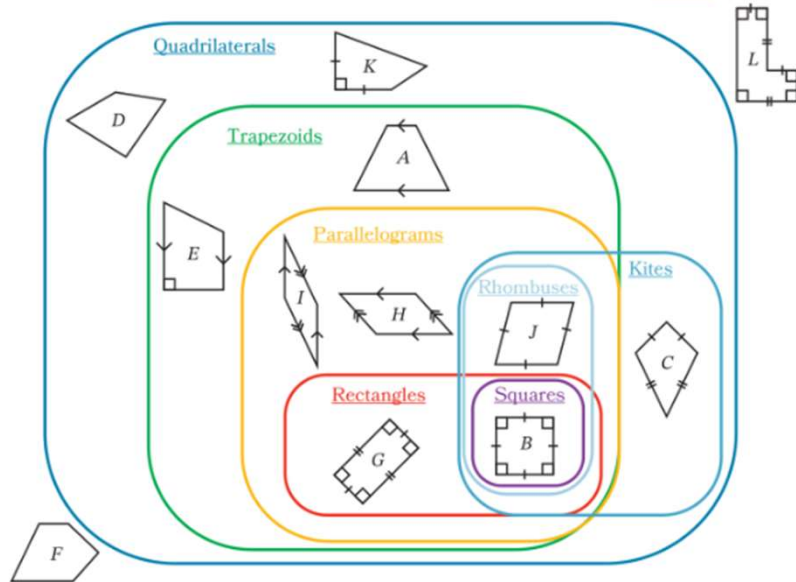 Quadrilaterals
K
L
D
Trapezoids
A
E
Parallelograms
I
H
Kites
Rhombuses
J
C
Rectangles
Squares
G
B
F